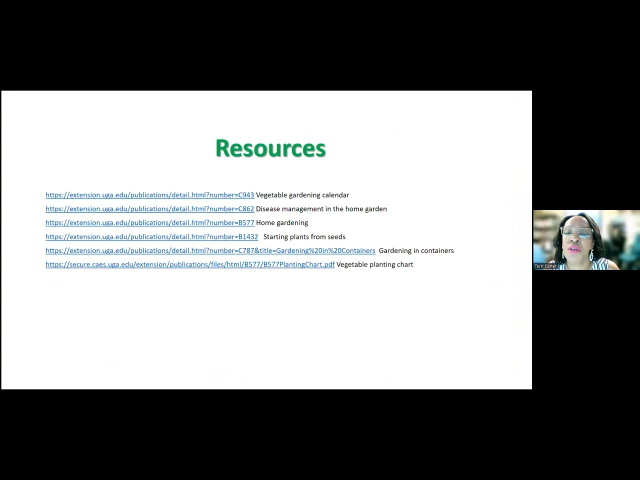 Resources
https://extension.uga.edu/publications/detail.html?number=C943 Vegetable gardening calendar
https://extension.uga.edu/publications/detail.html?number=C862 Disease management in the home garden
https://extension.uga.edu/publications/detail.html?number=B577 Home gardening
https://extension.uga.edu/publications/detail.html?number=B1432 Starting plants from seeds
https://extension.uga.edu/publications/detail.html?number=C787&title=Gardening%20in%20Containers Gardening in containers
https://secure.caes.uga.edu/extension/publications/files/html/B577/B577PlantingChart.pdf Vegetable planting chart